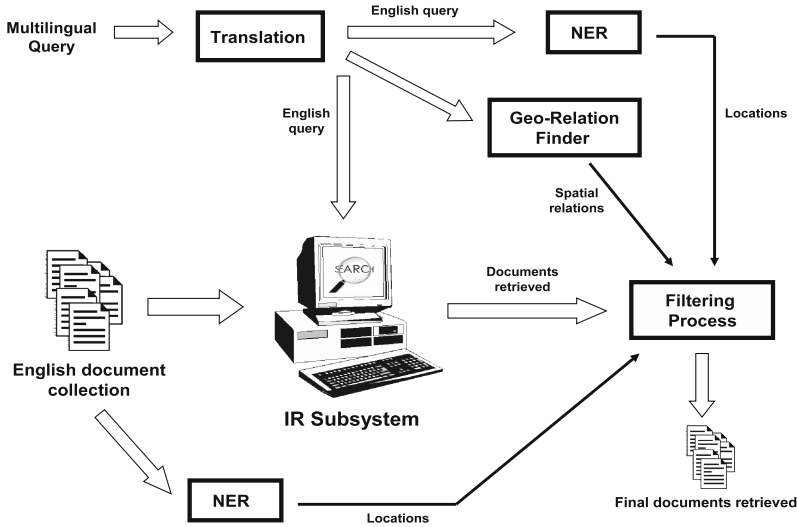 English query
Multilingual
Query
Translation
NER
English
query
Geo-Relation
Finder
Locations
Spatial
relations
SEARCH
Documents
retrieved
Filtering
Process
English document
collection
IR Subsystem
NER
Locations
Final documents retrieved